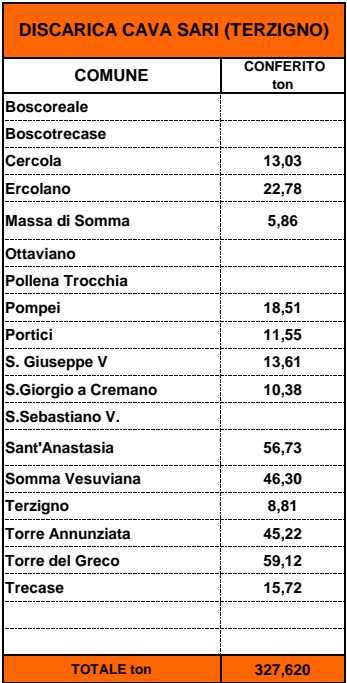 DISCARICA CAVA SARI (TERZIGNO)
COMUNE CONFERITO ton
Boscoreale
Boscotrecase
Cercola 13,03
Ercolano 22,78
Massa di Somma 5,86
Ottaviano
Pollena Trocchia
Pompei 18,51
Portici 11,55
S. Giuseppe V 13,61
S.Giorgio a Cremano 10,38
S.Sebastiano V.
Sant'Anastasia 56,73
Somma Vesuviana 46,30
Terzigno 8,81
Torre Annunziata 45,22
Torre del Greco 59,12
Trecase 15,72
TOTALE ton 327,620